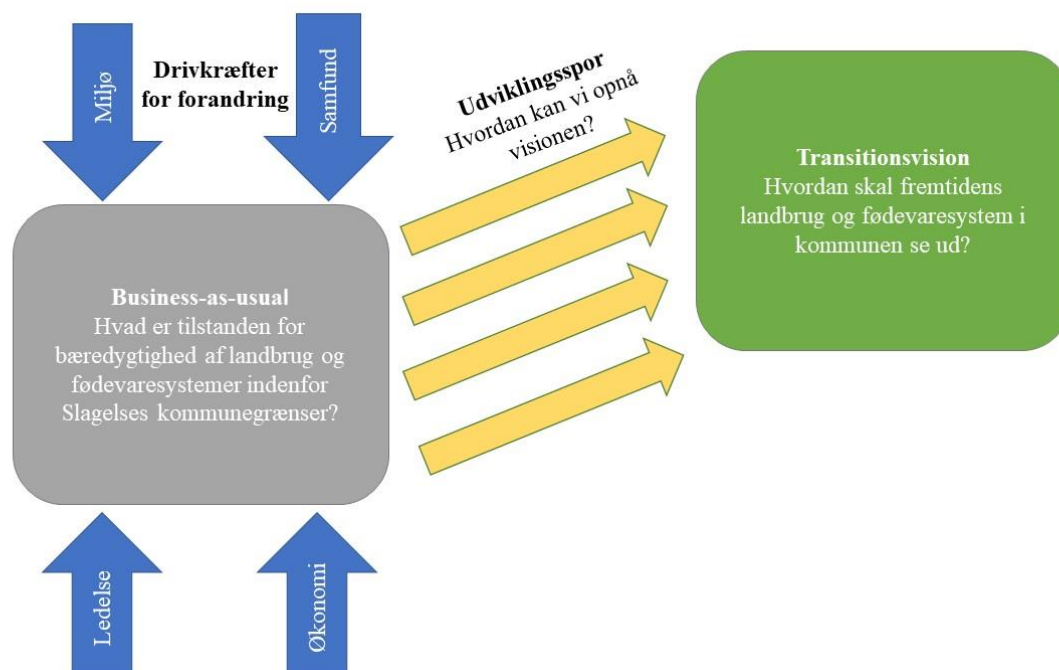 Miljø
Drivkræfter
for forandring
Samfund
Udviklingsspor
Hvordan kan vi opnå
visionen?
Transitionsvision
Hvordan skal fremtidens
landbrug og fødevaresystem i
kommunen se ud?
Business-as-usual
Hvad er tilstanden for
bæredygtighed af landbrug og
fødevaresystemer indenfor
Slagelses kommunegrænser?
Ledelse
Økonomi